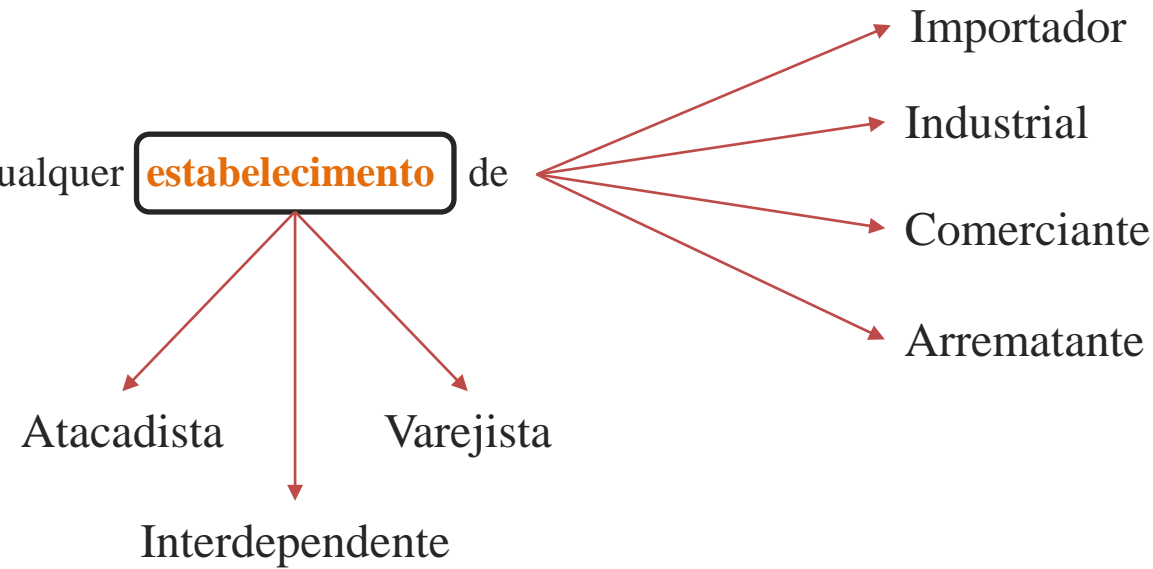 ualquer estabelecimento de
Importador
Industrial
Comerciante
Arrematante
Atacadista
Varejista
Interdependente